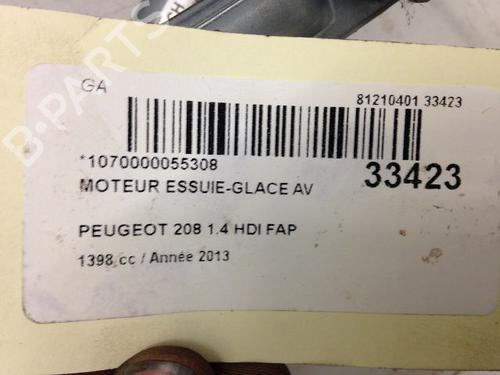 GA
81210401 33423
*1070000055308
33423
MOTEUR ESSUIE-GLACE AV
PEUGEOT 208 1.4 HDI FAP
1398 cc / Année 2013
B-PARTS